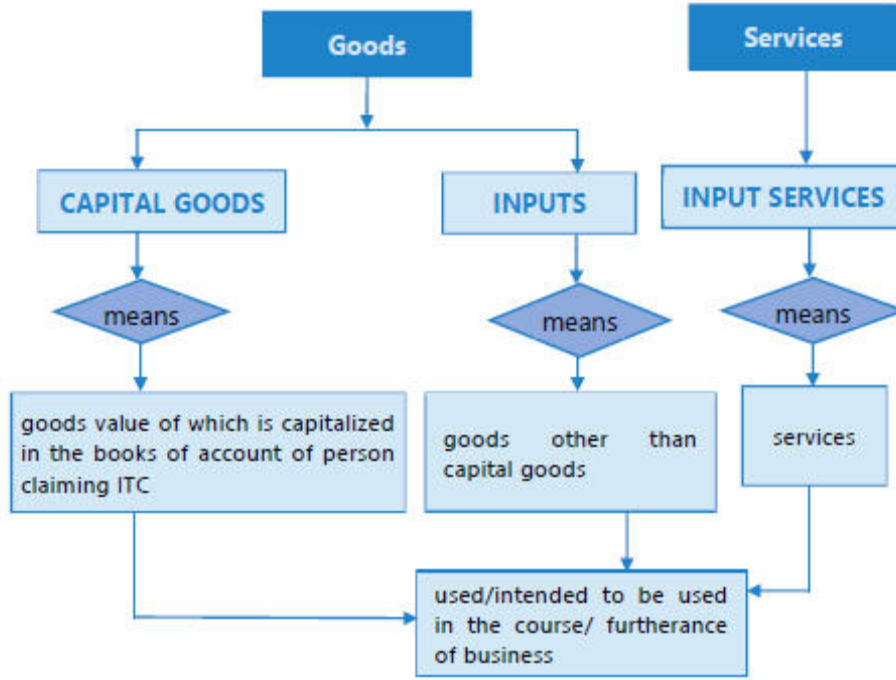 Goods
Services
CAPITAL GOODS
INPUTS
INPUT SERVICES
means
means
means
goods value of which is capitalized
in the books of account of person
claiming ITC
goods other than
capital goods
services
used/intended to be used
in the course/ furtherance
of business